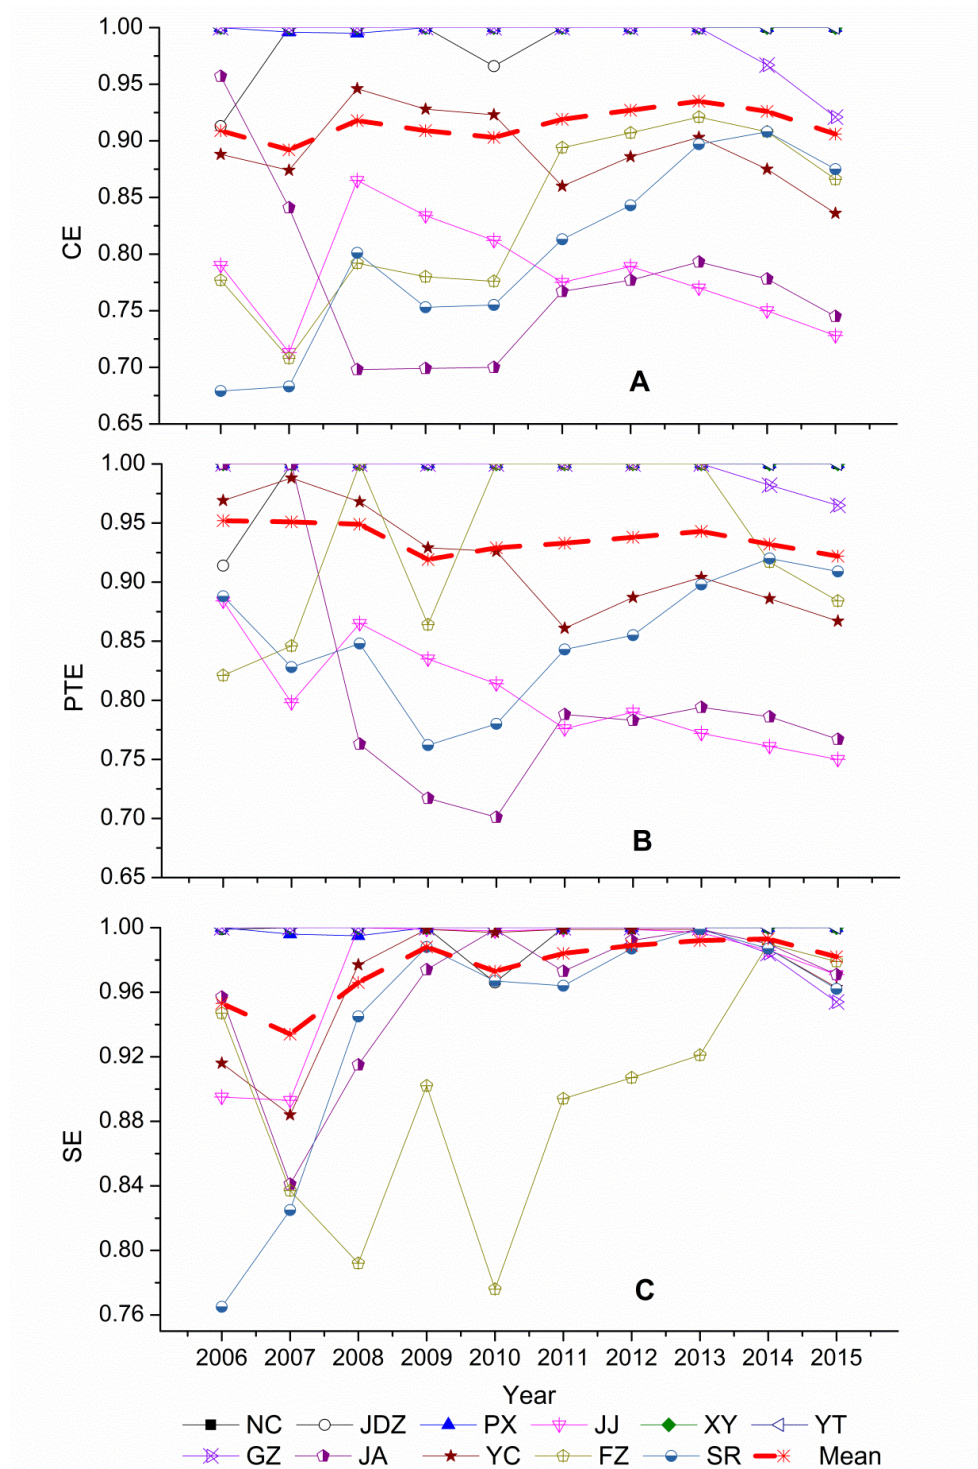 1.00
0.95
0.90
0.85
0.80
0.75
0.70
0.65
CE
A
1.00
0.95
0.90
0.85
0.80
0.75
0.70
0.65
PTE
B
1.00
0.96
0.92
0.88
0.84
0.80
0.76
SE
C
2006 2007 2008 2009 2010 2011 2012 2013 2014 2015
Year
NC JDZ PX JJ XY YT
GZ JA YC FZ SR Mean